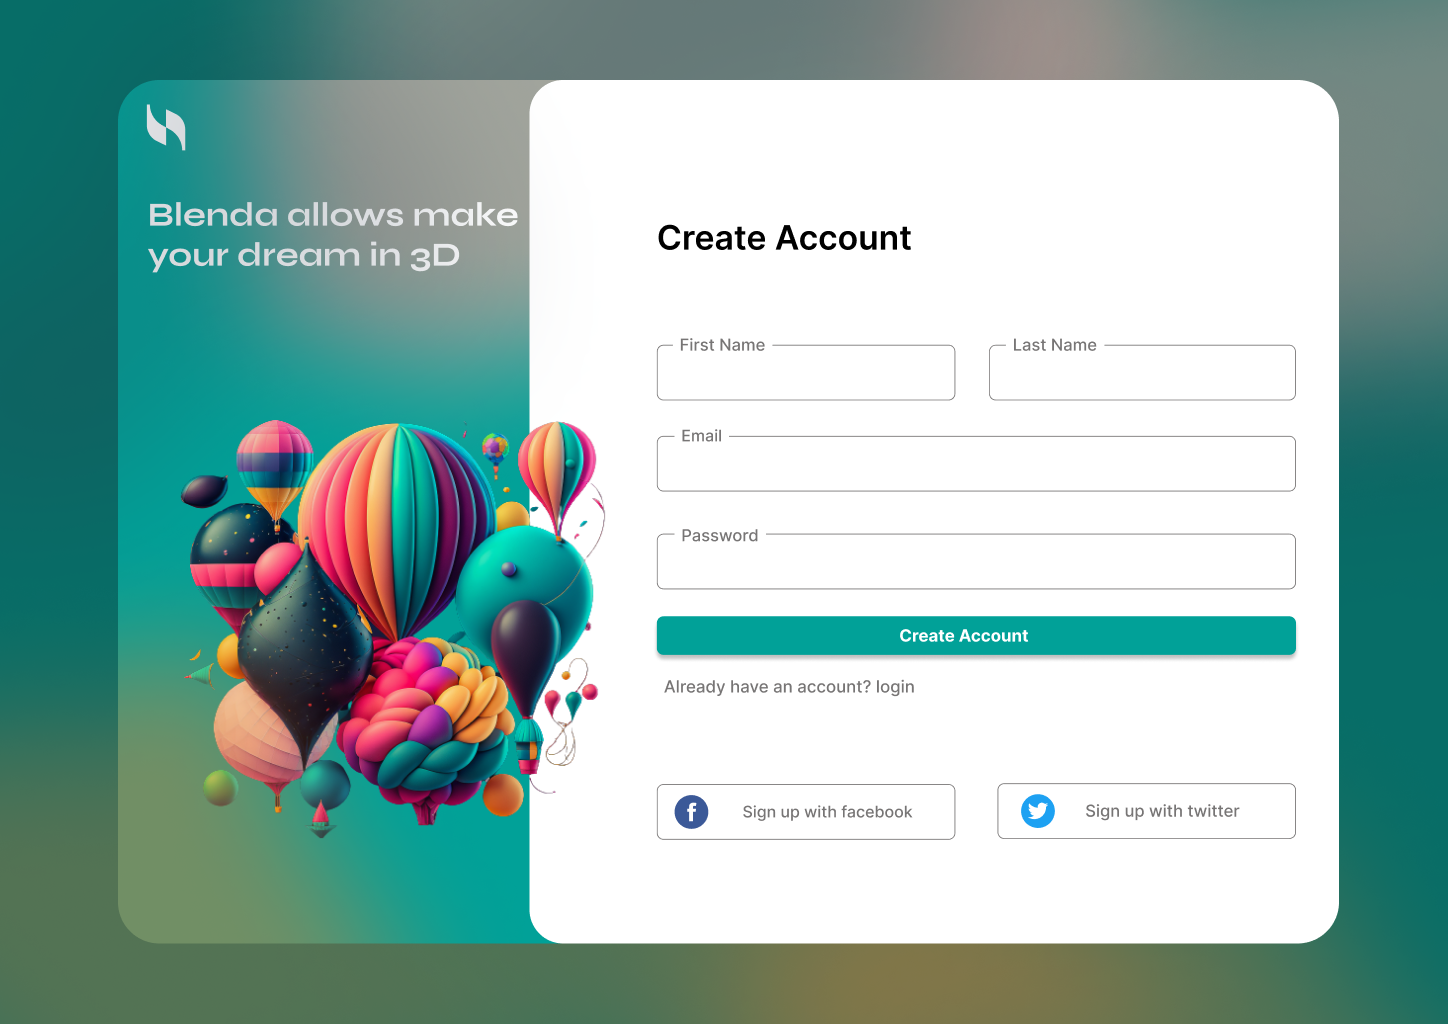 Blenda allows make
your dream in 3D
Create Account
First Name
Last Name
Email
Password
Create Account
Already have an account? login
Sign up with facebook
Sign up with twitter